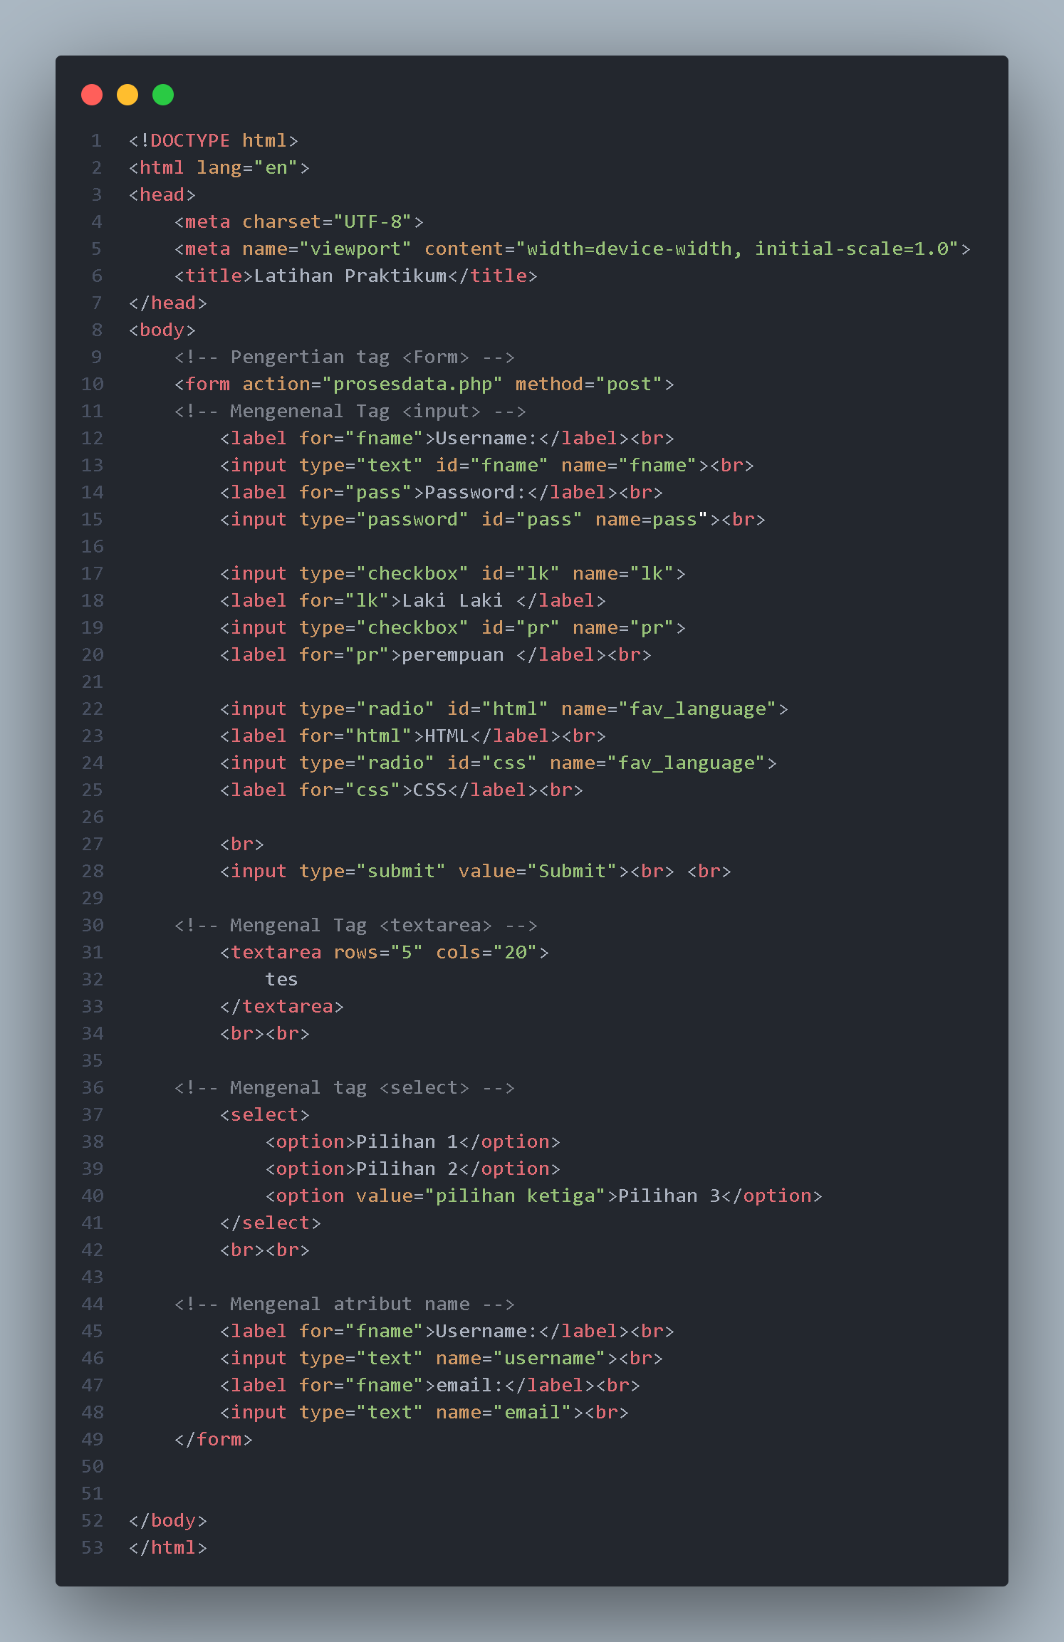 1 <!DOCTYPE html>
2 <html lang="en">
3 <head>
4     <meta charset="UTF-8">
5     <meta name="viewport" content="width=device-width, initial-scale=1.0">
6     <title>Latihan Praktikum</title>
7 </head>
8 <body>
9     <!-- Pengertian tag <Form> -->
10     <form action="prosesdata.php" method="post">
11     <!-- Mengenenal Tag <input> -->
12         <label for="fname">Username:</label><br>
13         <input type="text" id="fname" name="fname"><br>
14         <label for="pass">Password:</label><br>
15         <input type="password" id="pass" name=pass"><br>
16
17         <input type="checkbox" id="lk" name="lk">
18         <label for="lk">Laki Laki </label>
19         <input type="checkbox" id="pr" name="pr">
20         <label for="pr">perempuan </label><br>
21
22         <input type="radio" id="html" name="fav_language">
23         <label for="html">HTML</label><br>
24         <input type="radio" id="css" name="fav_language">
25         <label for="css">CSS</label><br>
26
27         <br>
28         <input type="submit" value="Submit"><br> <br>
29
30     <!-- Mengenal Tag <textarea> -->
31         <textarea rows="5" cols="20">
32             tes
33         </textarea>
34         <br><br>
35
36     <!-- Mengenal tag <select> -->
37         <select>
38             <option>Pilihan 1</option>
39             <option>Pilihan 2</option>
40             <option value="pilihan ketiga">Pilihan 3</option>
41         </select>
42         <br><br>
43
44     <!-- Mengenal atribut name -->
45         <label for="fname">Username:</label><br>
46         <input type="text" name="username"><br>
47         <label for="fname">email:</label><br>
48         <input type="text" name="email"><br>
49     </form>
50
51
52 </body>
53 </html>